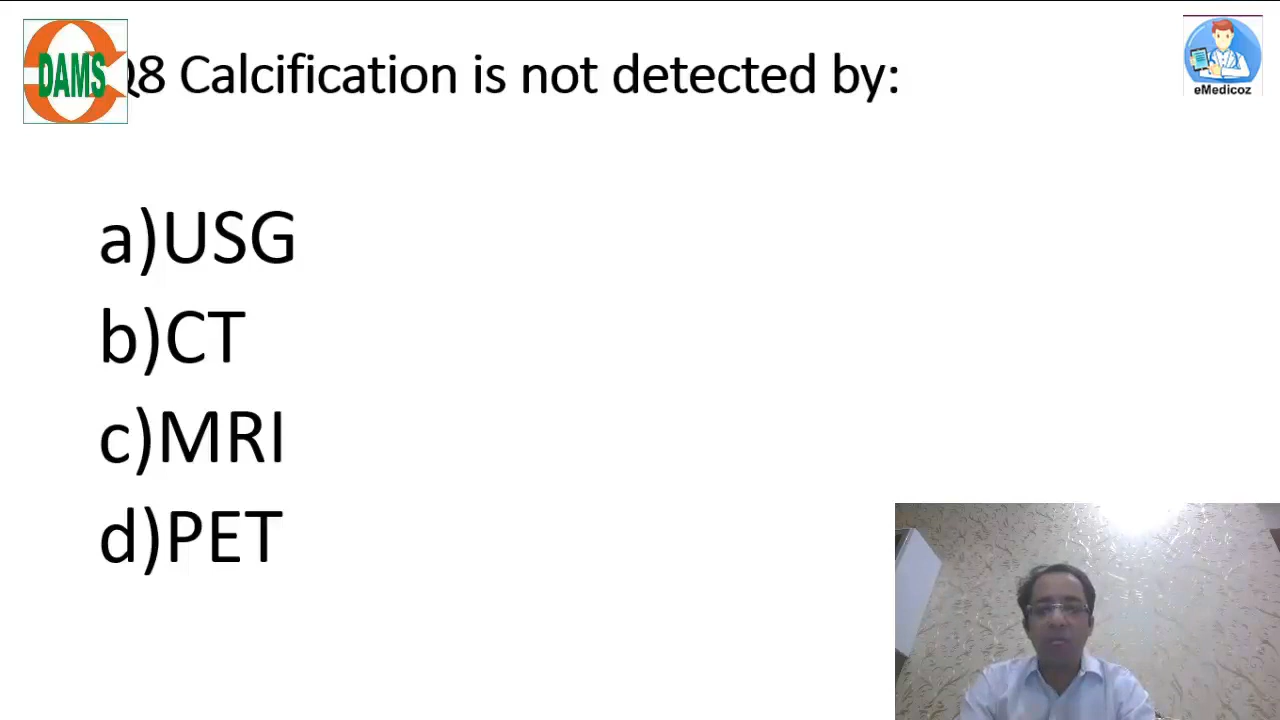 DAMS
Q8 Calcification is not detected by:
eMedicoz
a)USG
b)CT
c)MRI
d)PET